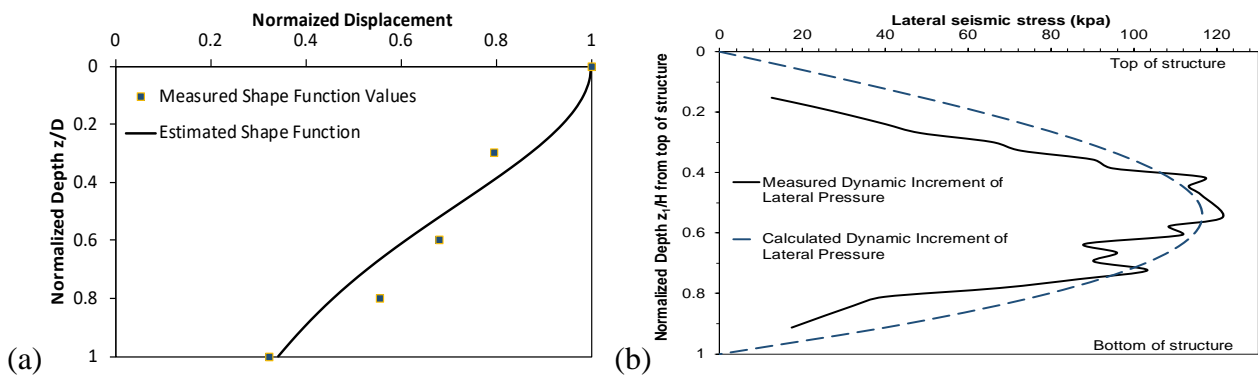 Normaized Displacement
0 0.2 0.4 0.6 0.8 1
Normalized Depth z/D
0
0.2
0.4
0.6
0.8
1
Measured Shape Function Values
Estimated Shape Function
(a)
Lateral seismic stress (kpa)
0 20 40 60 80 100 120
Normalized Depth z₁/H from top of structure
0
0.2
0.4
0.6
0.8
1
Top of structure
Measured Dynamic Increment of
Lateral Pressure
Calculated Dynamic Increment of
Lateral Pressure
Bottom of structure
(b)